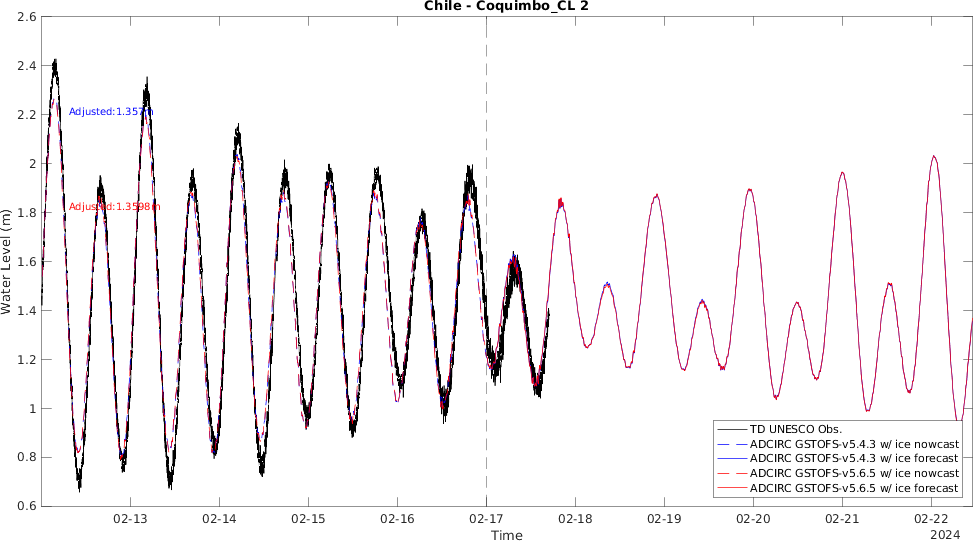 Chile - Coquimbo_CL 2
2.6
2.4
2.2
2
1.8
1.6
1.4
1.2
1
0.8
0.6
Water Level (m)
Adjusted:1.357m
Adjusted:1.3598m
TD UNESCO Obs.
ADCIRC GSTOFS-v5.4.3 w/ ice nowcast
ADCIRC GSTOFS-v5.4.3 w/ ice forecast
ADCIRC GSTOFS-v5.6.5 w/ ice nowcast
ADCIRC GSTOFS-v5.6.5 w/ ice forecast
02-13 02-14 02-15 02-16 02-17 02-18 02-19 02-20 02-21 02-22
Time
2024